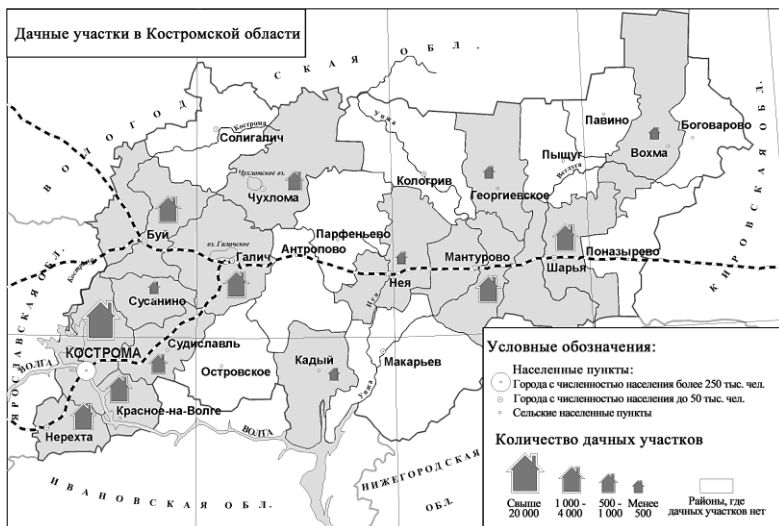 Дачные участки в Костромской области
ВОЛОГОДСКАЯ ОБЛ.
Кострома
Солигалич
Унжа
Павино
Боговарово
Пыщуг
Вохма
Ветлуга
Чухломское оз.
Чухлома
Кологрив
Георгиевское
Буй
Парфеньево
оз. Галичское
Галич
Антропово
Мантурово
Шарья
Поназырево
КИРОВСКАЯ ОБЛ.
Кострома
Сусанино
Нея
Нея
ЯРОСЛАВСКАЯ ОБЛ.
КОСТРОМА
Судиславль
ВОЛГА
Островское
Кадый
Макарьев
Унжа
Красное-на-Волге
Нерехта
ВОЛГА
ИВАНОВСКАЯ ОБЛ.
НИЖЕГОРОДСКАЯ
ОБЛ.
Условные обозначения:
Населенные пункты:
Города с численностью населения более 250 тыс. чел.
Города с численностью населения до 50 тыс. чел.
Сельские населенные пункты
Количество дачных участков
Свыше
20 000
1 000 -
4 000
500 -
1 000
Менее
500
Районы, где
дачных участков нет